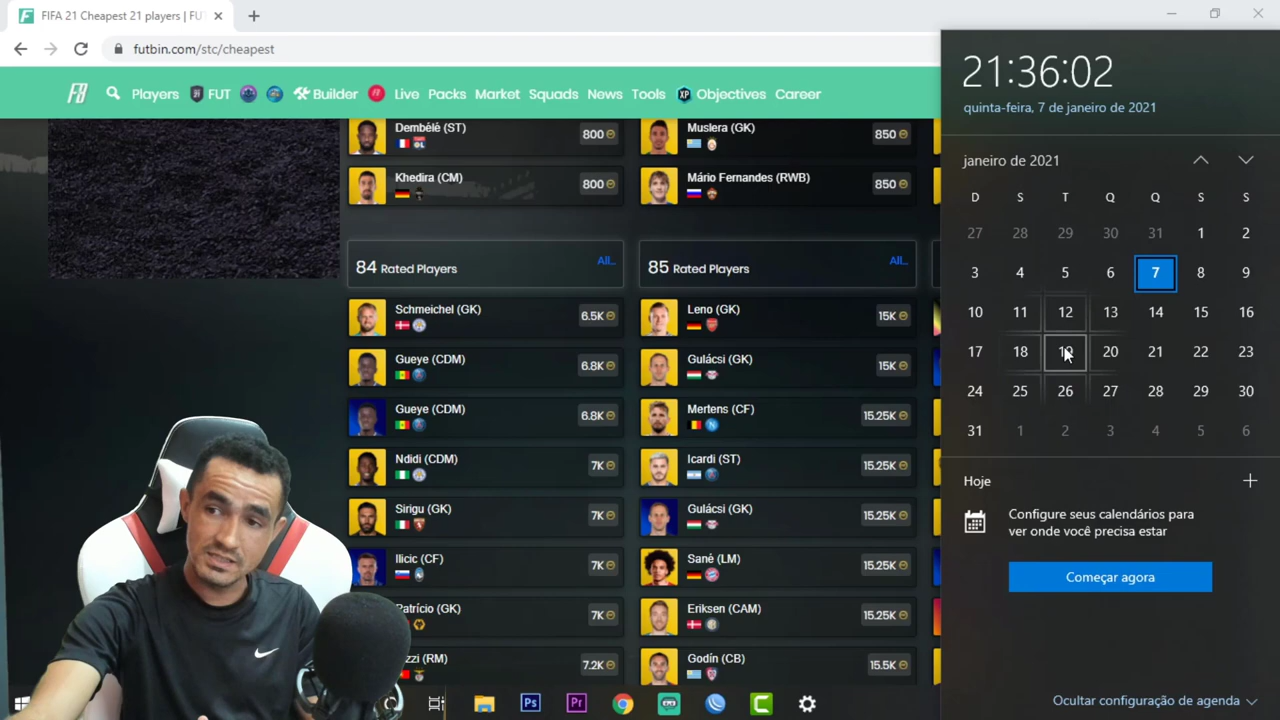 FIFA 21 Cheapest 21 players | FUT
futbin.com/stc/cheapest
Players FUT Builder Live Packs Market Squads News Tools XP Objectives Career
Dembélé (ST) 800
Khedira (CM) 800
Muslera (GK) 850
Mário Fernandes (RWB) 850
84 Rated Players All..
Schmeichel (GK) 6.5K
Gueye (CDM) 6.8K
Gueye (CDM) 6.8K
Ndidi (CDM) 7K
Sirigu (GK) 7K
Ilicic (CF) 7K
Patrício (GK) 7K
(RM) 7.2K
85 Rated Players All..
Leno (GK) 15K
Gulácsi (GK) 15K
Mertens (CF) 15.25K
Icardi (ST) 15.25K
Gulácsi (GK) 15.25K
Sané (LM) 15.25K
Eriksen (CAM) 15.25K
Godín (CB) 15.5K
21:36:02
quinta-feira, 7 de janeiro de 2021
janeiro de 2021
D S T Q Q S S
27 28 29 30 31 1 2
3 4 5 6 7 8 9
10 11 12 13 14 15 16
17 18 19 20 21 22 23
24 25 26 27 28 29 30
31 1 2 3 4 5 6
Hoje
Configure seus calendários para
ver onde você precisa estar
Começar agora
Ocultar configuração de agenda
Ps Pr